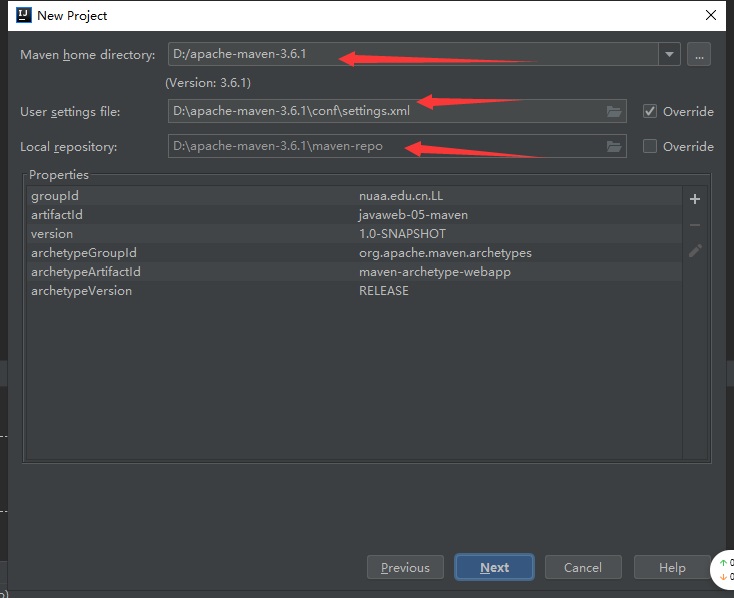 New Project
Maven home directory: D:/apache-maven-3.6.1 ...
(Version: 3.6.1)
User settings file: D:\apache-maven-3.6.1\conf\settings.xml Override
Local repository: D:\apache-maven-3.6.1\maven-repo Override
Properties
groupId nuaa.edu.cn.LL
artifactId javaweb-05-maven
version 1.0-SNAPSHOT
archetypeGroupId org.apache.maven.archetypes
archetypeArtifactId maven-archetype-webapp
archetypeVersion RELEASE
Previous Next Cancel Help